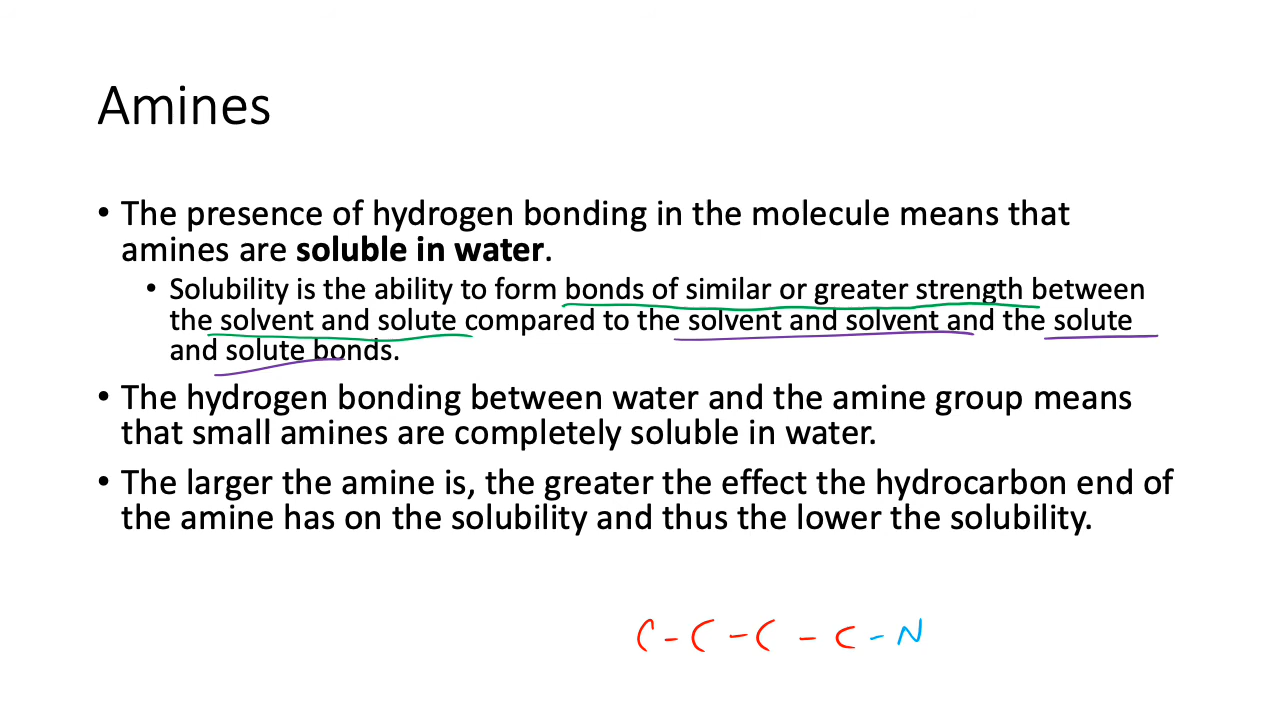 Amines
• The presence of hydrogen bonding in the molecule means that
amines are soluble in water.
• Solubility is the ability to form bonds of similar or greater strength between
the solvent and solute compared to the solvent and solvent and the solute
and solute bonds.
• The hydrogen bonding between water and the amine group means
that small amines are completely soluble in water.
• The larger the amine is, the greater the effect the hydrocarbon end of
the amine has on the solubility and thus the lower the solubility.
C - C - C - C - N